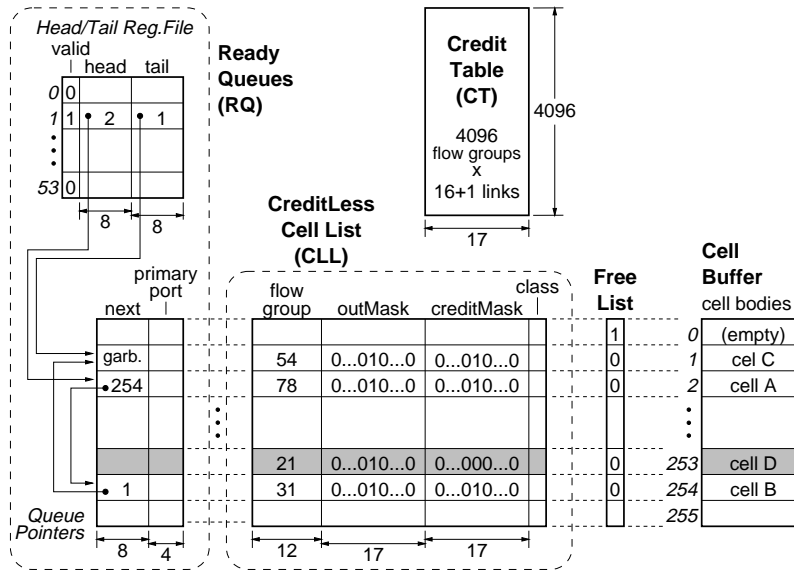 Head/Tail Reg.File
valid
head tail
0 0
1 1 2 1
53 0
8 8
Ready
Queues
(RQ)
Credit
Table
(CT)
4096
flow groups
x
16+1 links
4096
17
CreditLess
Cell List
(CLL)
primary
port
next
flow
group
outMask creditMask
class
Free
List
Cell
Buffer
cell bodies
1 0 (empty)
garb. 54 0...010...0 0...010...0 0 1 cel C
254 78 0...010...0 0...010...0 0 2 cell A
21 0...010...0 0...000...0 0 253 cell D
1 31 0...010...0 0...010...0 0 254 cell B
255
Queue
Pointers
8 4 12 17 17